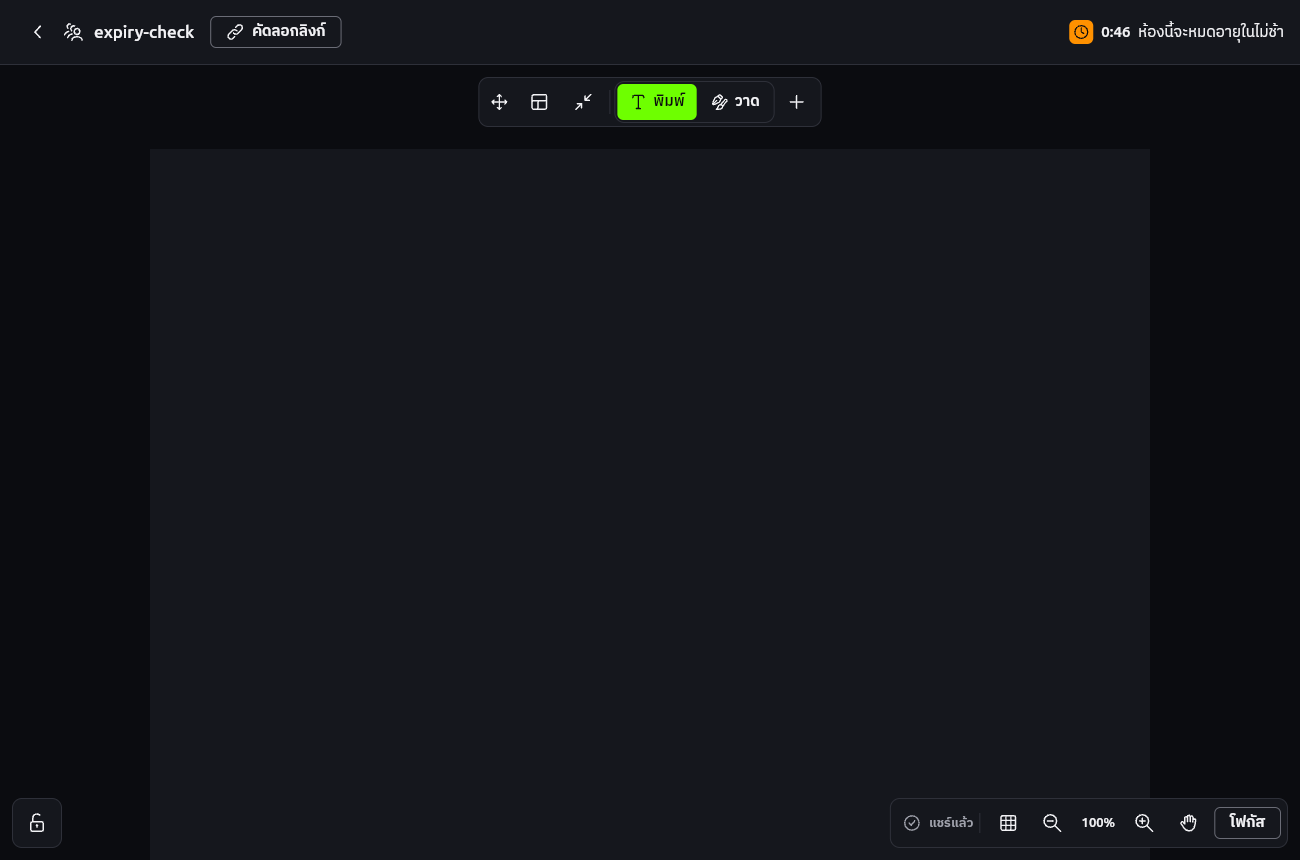 expiry-check
คัดลอกลิงก์
0:46 ห้องนี้จะหมดอายุในไม่ช้า
พิมพ์
วาด
แชร์แล้ว
100%
โฟกัส